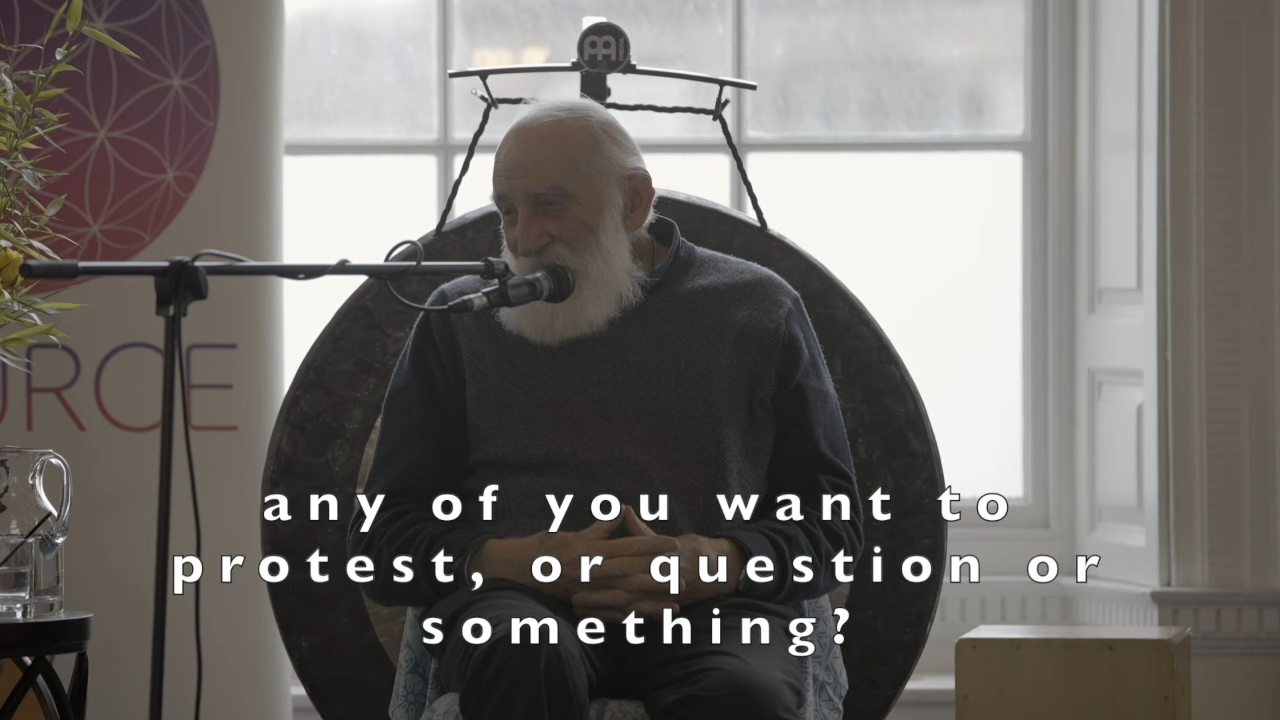 URCE
any of you want to
protest, or question or
something?